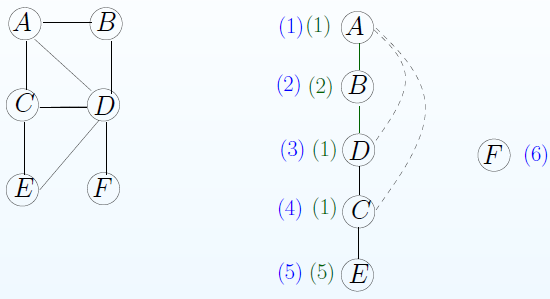 A B
C D
E F
(1) (1) A
(2) (2) B
(3) (1) D
F (6)
(4) (1) C
(5) (5) E